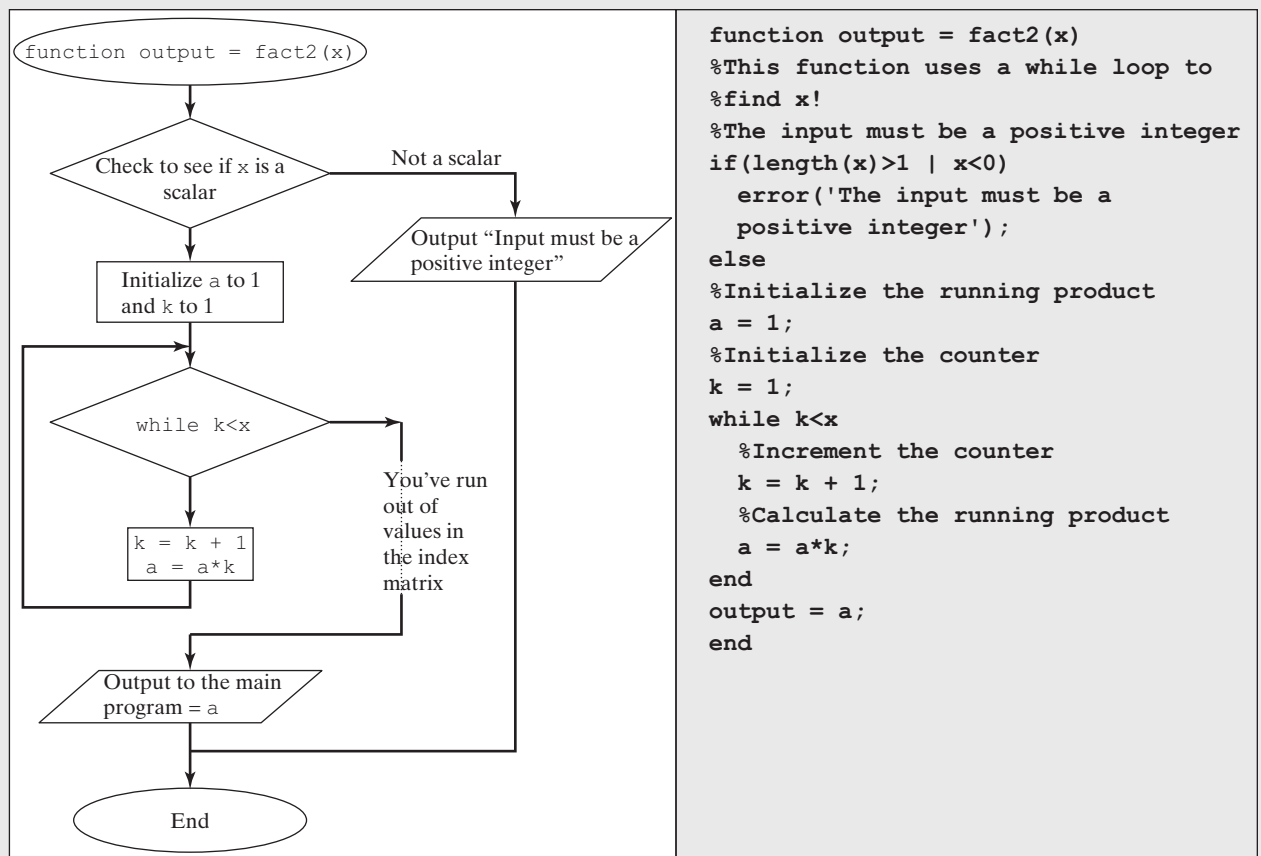 function output = fact2(x)
Check to see if x is a
scalar
Not a scalar
Output “Input must be a
positive integer”
Initialize a to 1
and k to 1
while k<x
You’ve run
out of
values in
the index
matrix
k = k + 1
a = a*k
Output to the main
program = a
End
function output = fact2(x)
%This function uses a while loop to
%find x!
%The input must be a positive integer
if(length(x)>1 | x<0)
error('The input must be a
positive integer');
else
%Initialize the running product
a = 1;
%Initialize the counter
k = 1;
while k<x
%Increment the counter
k = k + 1;
%Calculate the running product
a = a*k;
end
output = a;
end